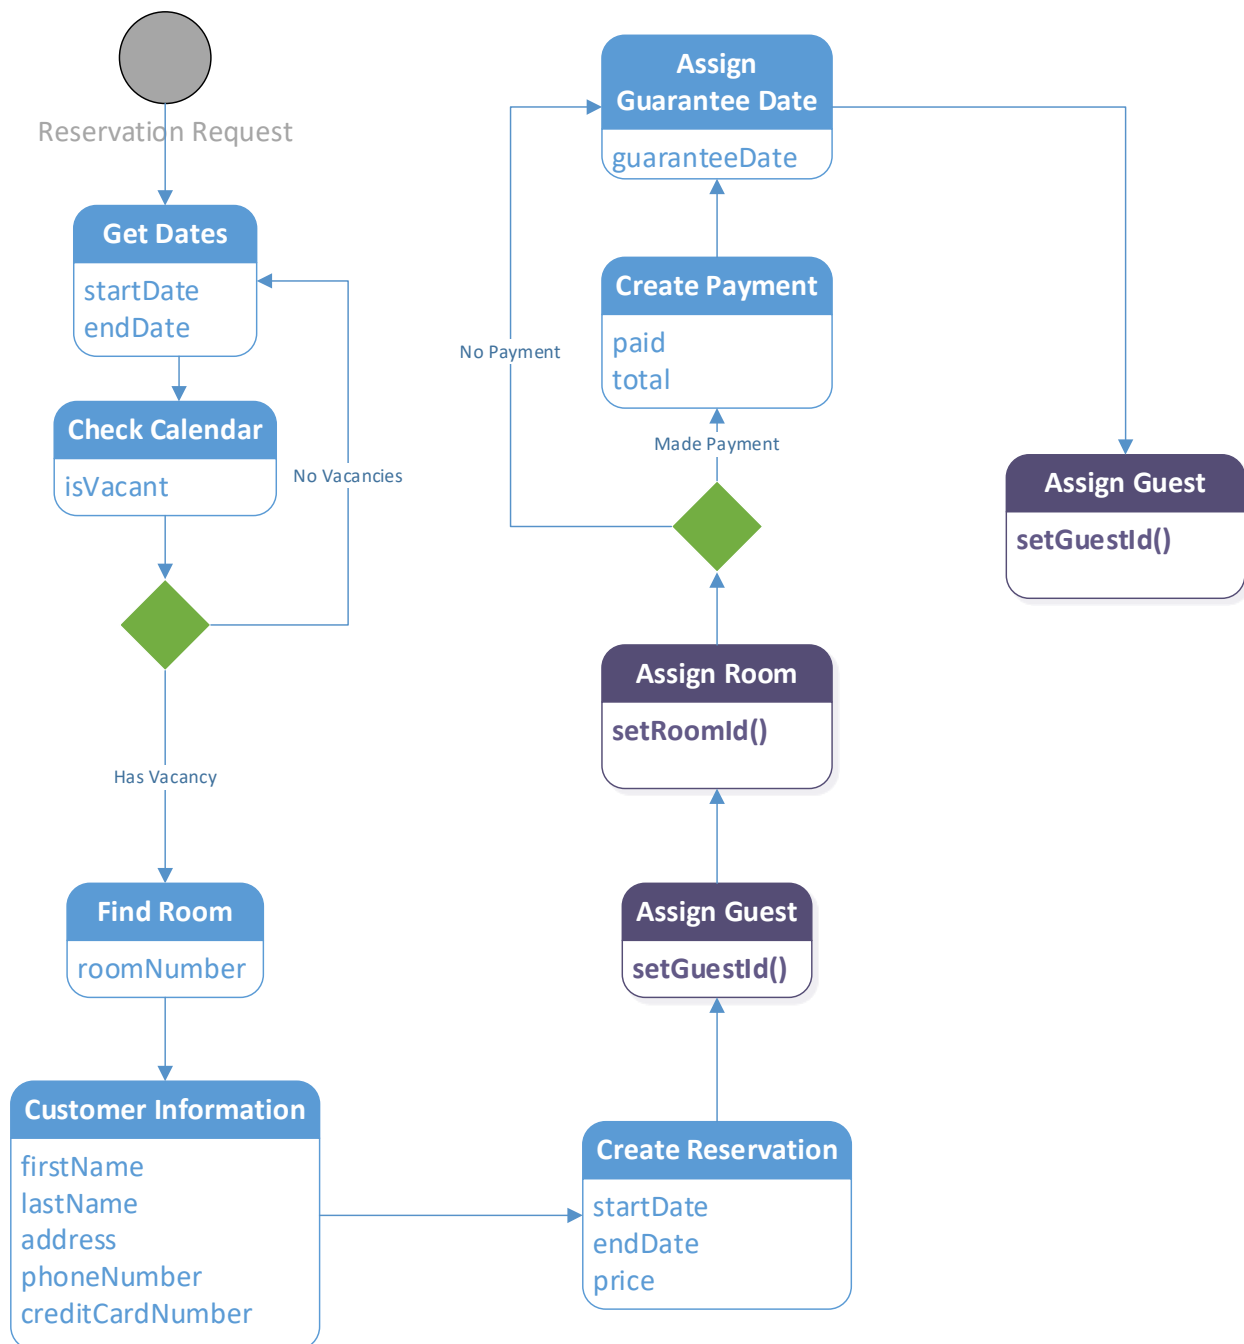 Reservation Request
Get Dates
startDate
endDate
Check Calendar
isVacant
No Vacancies
Has Vacancy
Find Room
roomNumber
Customer Information
firstName
lastName
address
phoneNumber
creditCardNumber
Create Reservation
startDate
endDate
price
Assign Guest
setGuestId()
Assign Room
setRoomId()
Made Payment
No Payment
Create Payment
paid
total
Assign
Guarantee Date
guaranteeDate
Assign Guest
setGuestId()